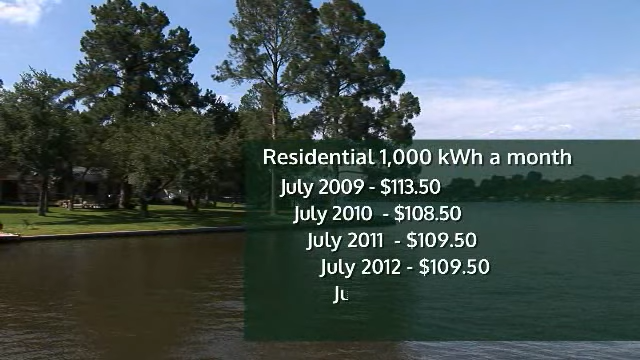 Residential 1,000 kWh a month
July 2009 - $113.50
July 2010 - $108.50
July 2011 - $109.50
July 2012 - $109.50
Ju